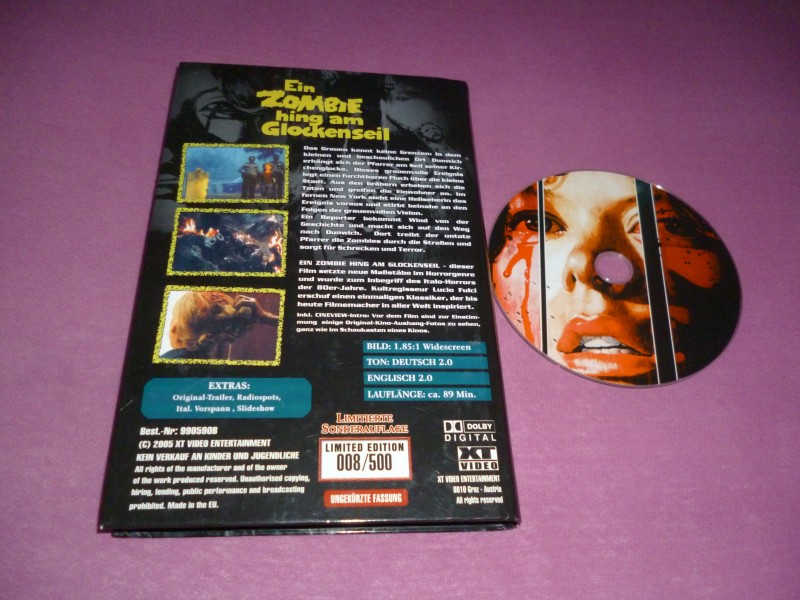 Ein
ZOMBIE
hing am
Glockenseil
Das Grauen kennt keine Grenzen: In dem
kleinen und beschaulichen Ort Dunwich
erhängt sich der Pfarrer am Seil seiner Kir-
chenglocke. Dieses grauenvolle Ereignis
legt einen furchtbaren Fluch über die kleine
Stadt. Aus den Gräbern erheben sich die
Toten und greifen die Einwohner an. Im
fernen New York sieht eine Hellseherin das
Ereignis voraus und stirbt beinahe an den
Folgen der grauenvollen Vision.
Ein Reporter bekommt Wind von der
Geschichte und macht sich auf den Weg
nach Dunwich. Dort treibt der untote
Pfarrer die Zombies durch die Straßen und
sorgt für Schrecken und Terror.
EIN ZOMBIE HING AM GLOCKENSEIL - dieser
Film setzte neue Maßstäbe im Horrorgenre
und wurde zum Inbegriff des Italo-Horrors
der 80er-Jahre. Kultregisseur Lucio Fulci
erschuf einen einmaligen Klassiker, der bis
heute Filmemacher in aller Welt inspiriert.
Inkl. CINEVIEW-Intro: Vor dem Film sind zur Einstim-
mung einige Original-Kino-Aushang-Fotos zu sehen,
ganz wie im Schaukasten eines Kinos.
BILD: 1.85:1 Widescreen
TON: DEUTSCH 2.0
ENGLISCH 2.0
LAUFLÄNGE: ca. 89 Min.
EXTRAS:
Original-Trailer, Radiospots,
Ital. Vorspann , Slideshow
Best.-Nr: 990590B
(C) 2005 XT VIDEO ENTERTAINMENT
KEIN VERKAUF AN KINDER UND JUGENDLICHE
All rights of the manufacturer and of the owner
of the work produced reserved. Unauthorised copying,
hiring, lending, public performance and broadcasting
prohibited. Made in the EU.
LIMITIERTE
SONDERAUFLAGE
LIMITED EDITION
008/500
UNGEKÜRZTE FASSUNG
DOLBY
DIGITAL
XT
VIDEO
XT VIDEO ENTERTAINMENT
8010 Graz - Austria
All rights reserved